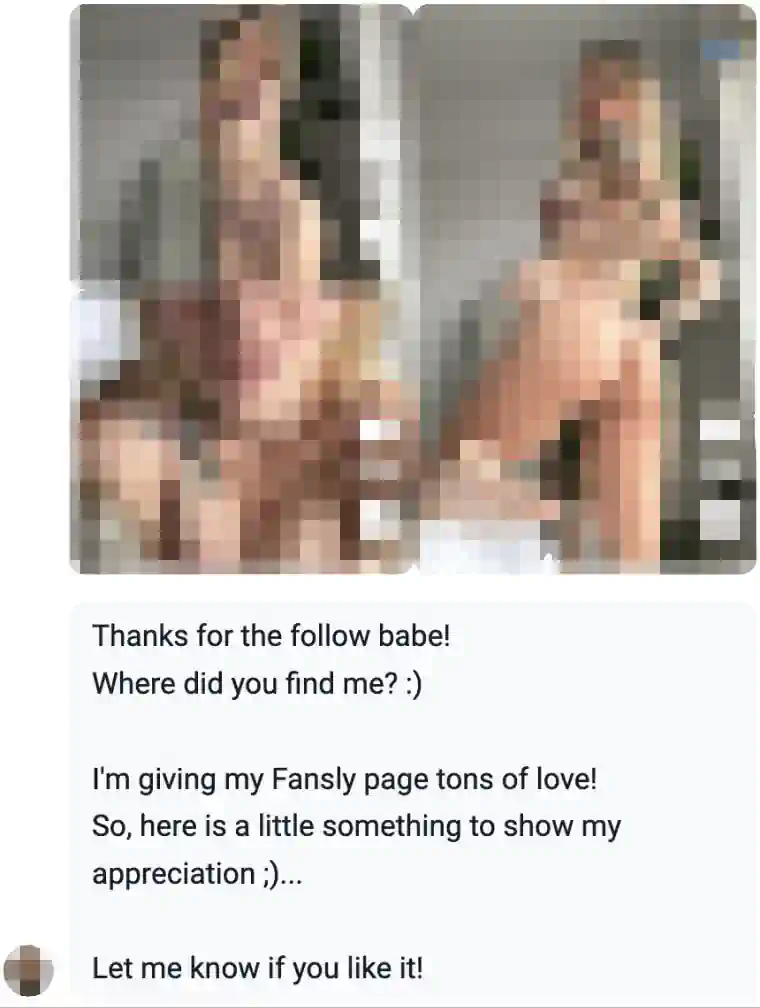 Thanks for the follow babe!
Where did you find me? :)
I'm giving my Fansly page tons of love!
So, here is a little something to show my
appreciation ;)...
Let me know if you like it!